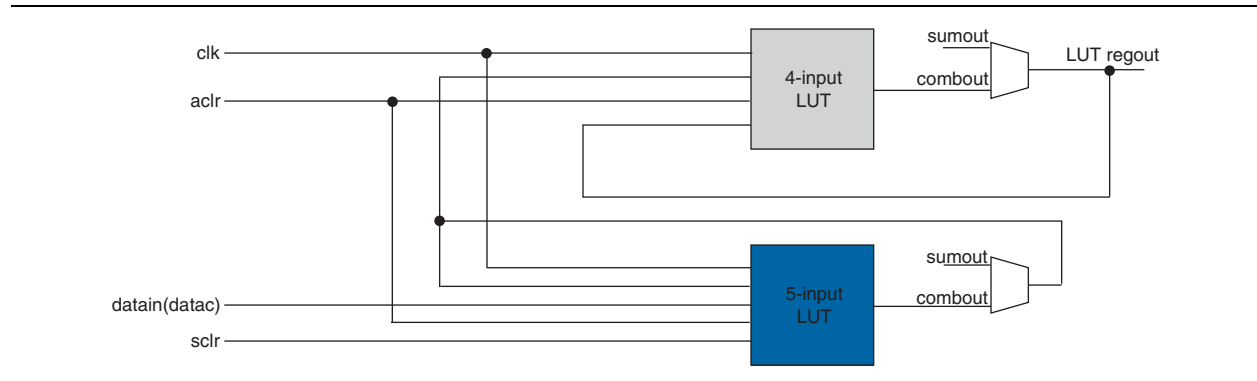 clk
aclr
4-input
LUT
sumout
combout
LUT regout
datain(datac)
sclr
5-input
LUT
sumout
combout